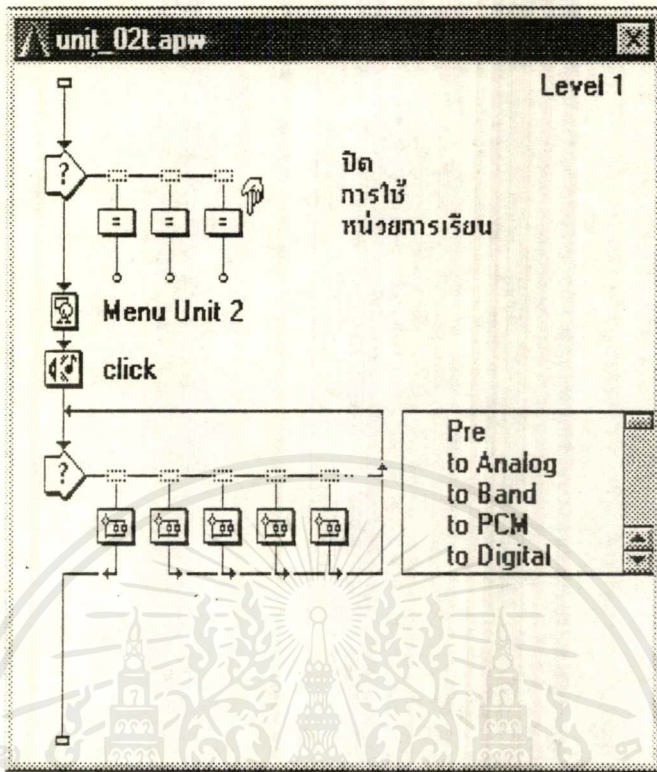 unit_02t.apw
Level 1
ปิด
การใช้
หน่วยการเรียน
Menu Unit 2
click
Pre
to Analog
to Band
to PCM
to Digital